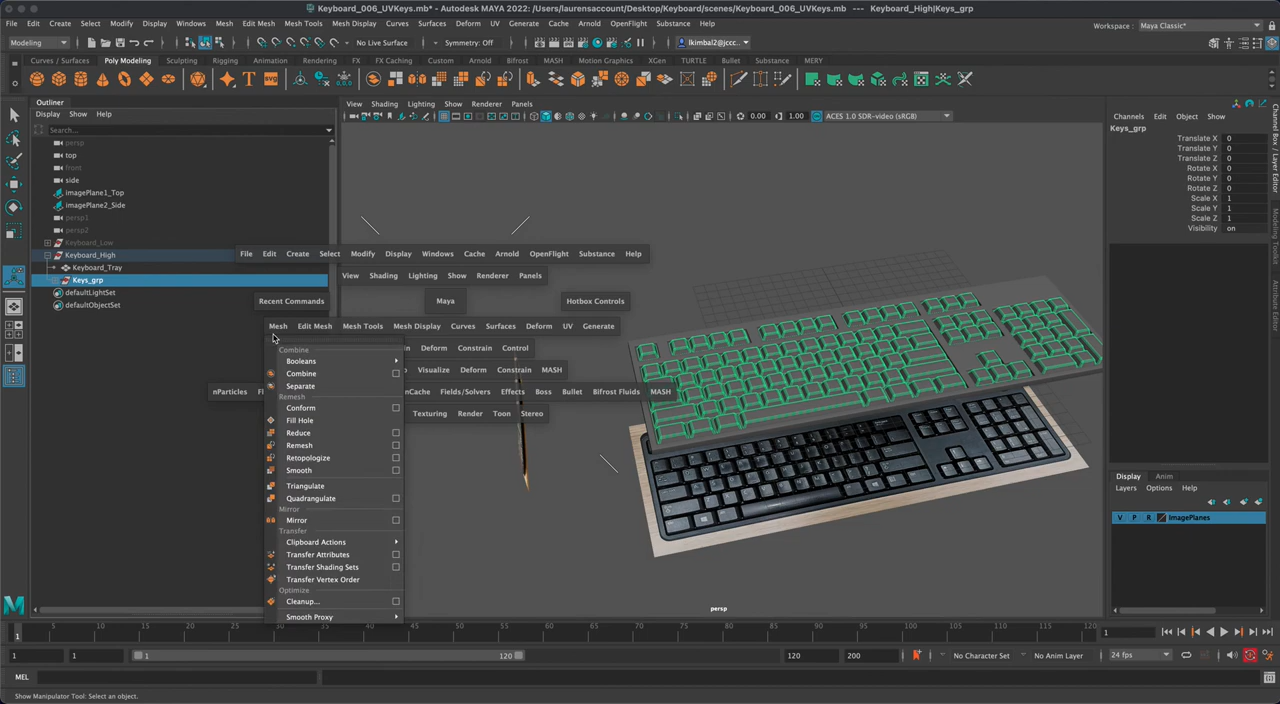 Keyboard_006_UVKeys.mb* - Autodesk MAYA 2022: /Users/laurensaccount/Desktop/Keyboard/scenes/Keyboard_006_UVKeys.mb --- Keyboard_High|Keys_grp
File Edit Create Select Modify Display Windows Mesh Edit Mesh Mesh Tools Mesh Display Curves Surfaces Deform UV Generate Cache Arnold OpenFlight Substance Help
Workspace : Maya Classic*
Modeling No Live Surface Symmetry: Off lkimbal2@jccc...
Curves / Surfaces Poly Modeling Sculpting Rigging Animation Rendering FX FX Caching Custom Arnold Bifrost MASH Motion Graphics XGen TURTLE Bullet Substance MERY
Outliner
Display Show Help
Search...
persp
top
front
side
imagePlane1_Top
imagePlane2_Side
persp1
persp2
Keyboard_Low
Keyboard_High
Keyboard_Tray
Keys_grp
defaultLightSet
defaultObjectSet
View Shading Lighting Show Renderer Panels
0.00 1.00 ACES 1.0 SDR-video (sRGB)
File Edit Create Select Modify Display Windows Cache Arnold OpenFlight Substance Help
View Shading Lighting Show Renderer Panels
Recent Commands Maya Hotbox Controls
Mesh Edit Mesh Mesh Tools Mesh Display Curves Surfaces Deform UV Generate
Deform Constrain Control
Visualize Deform Constrain MASH
nParticles nCache Fields/Solvers Effects Boss Bullet Bifrost Fluids MASH
Texturing Render Toon Stereo
Combine
Booleans
Combine
Separate
Remesh
Conform
Fill Hole
Reduce
Remesh
Retopologize
Smooth
Triangulate
Quadrangulate
Mirror
Mirror
Transfer
Clipboard Actions
Transfer Attributes
Transfer Shading Sets
Transfer Vertex Order
Optimize
Cleanup...
Smooth Proxy
persp
Channels Edit Object Show
Keys_grp
Translate X 0
Translate Y 0
Translate Z 0
Rotate X 0
Rotate Y 0
Rotate Z 0
Scale X 1
Scale Y 1
Scale Z 1
Visibility on
Display Anim
Layers Options Help
V P R ImagePlanes
Channel Box / Layer Editor
Attribute Editor
1 5 10 15 20 25 30 35 40 45 50 55 60 65 70 75 80 85 90 95 100 105 110 115 120
1
1 1 1 120 120 200 No Character Set No Anim Layer 24 fps
MEL
Show Manipulator Tool: Select an object.